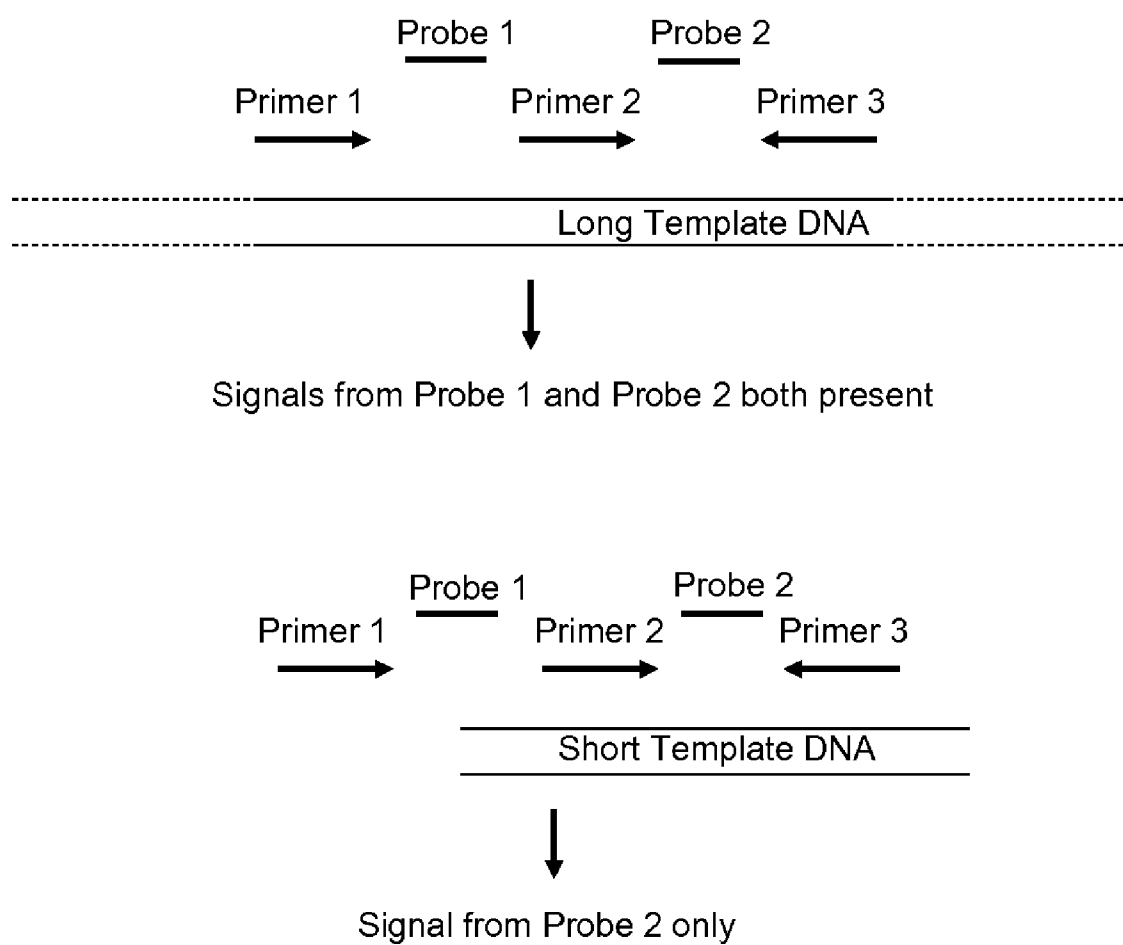 Probe 1 Probe 2
Primer 1 Primer 2 Primer 3
Long Template DNA
Signals from Probe 1 and Probe 2 both present
Probe 1 Probe 2
Primer 1 Primer 2 Primer 3
Short Template DNA
Signal from Probe 2 only